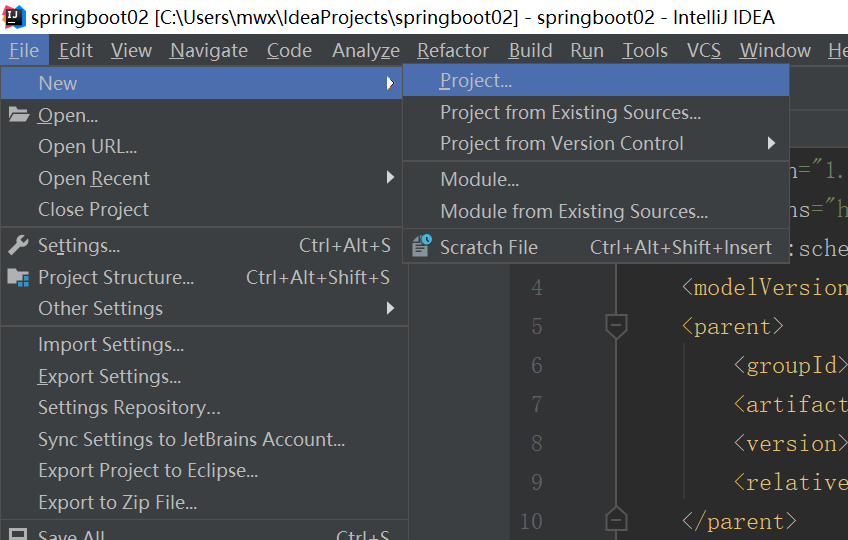 springboot02 [C:\Users\mwx\IdeaProjects\springboot02] - springboot02 - IntelliJ IDEA
File Edit View Navigate Code Analyze Refactor Build Run Tools VCS Window He
New
Open...
Open URL...
Open Recent
Close Project
Settings... Ctrl+Alt+S
Project Structure... Ctrl+Alt+Shift+S
Other Settings
Import Settings...
Export Settings...
Settings Repository...
Sync Settings to JetBrains Account...
Export Project to Eclipse...
Export to Zip File...
Save All Ctrl+S
Project...
Project from Existing Sources...
Project from Version Control
Module...
Module from Existing Sources...
Scratch File Ctrl+Alt+Shift+Insert
n="1.
ns="h
:sche
4 <modelVersion
5 <parent>
6 <groupId>
7 <artifact
8 <version>
9 <relative
10 </parent>